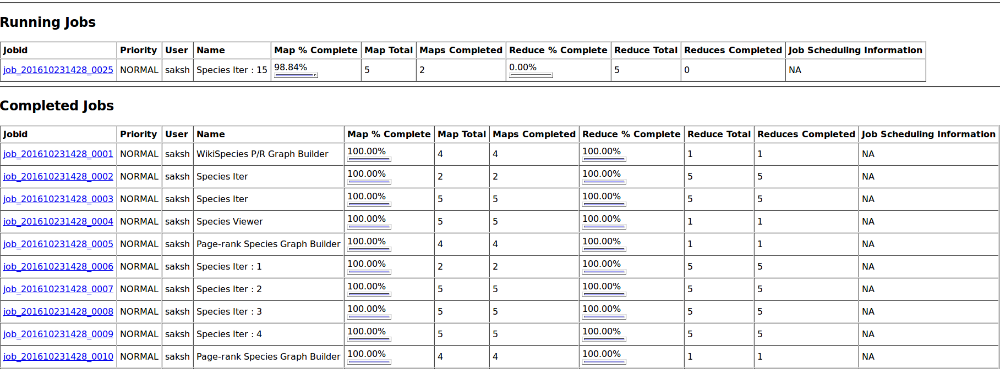 Running Jobs
Jobid Priority User Name Map % Complete Map Total Maps Completed Reduce % Complete Reduce Total Reduces Completed Job Scheduling Information
job_201610231428_0025 NORMAL saksh Species Iter : 15 98.84% 5 2 0.00% 5 0 NA
Completed Jobs
Jobid Priority User Name Map % Complete Map Total Maps Completed Reduce % Complete Reduce Total Reduces Completed Job Scheduling Information
job_201610231428_0001 NORMAL saksh WikiSpecies P/R Graph Builder 100.00% 4 4 100.00% 1 1 NA
job_201610231428_0002 NORMAL saksh Species Iter 100.00% 2 2 100.00% 5 5 NA
job_201610231428_0003 NORMAL saksh Species Iter 100.00% 5 5 100.00% 5 5 NA
job_201610231428_0004 NORMAL saksh Species Viewer 100.00% 5 5 100.00% 1 1 NA
job_201610231428_0005 NORMAL saksh Page-rank Species Graph Builder 100.00% 4 4 100.00% 1 1 NA
job_201610231428_0006 NORMAL saksh Species Iter : 1 100.00% 2 2 100.00% 5 5 NA
job_201610231428_0007 NORMAL saksh Species Iter : 2 100.00% 5 5 100.00% 5 5 NA
job_201610231428_0008 NORMAL saksh Species Iter : 3 100.00% 5 5 100.00% 5 5 NA
job_201610231428_0009 NORMAL saksh Species Iter : 4 100.00% 5 5 100.00% 5 5 NA
job_201610231428_0010 NORMAL saksh Page-rank Species Graph Builder 100.00% 4 4 100.00% 1 1 NA